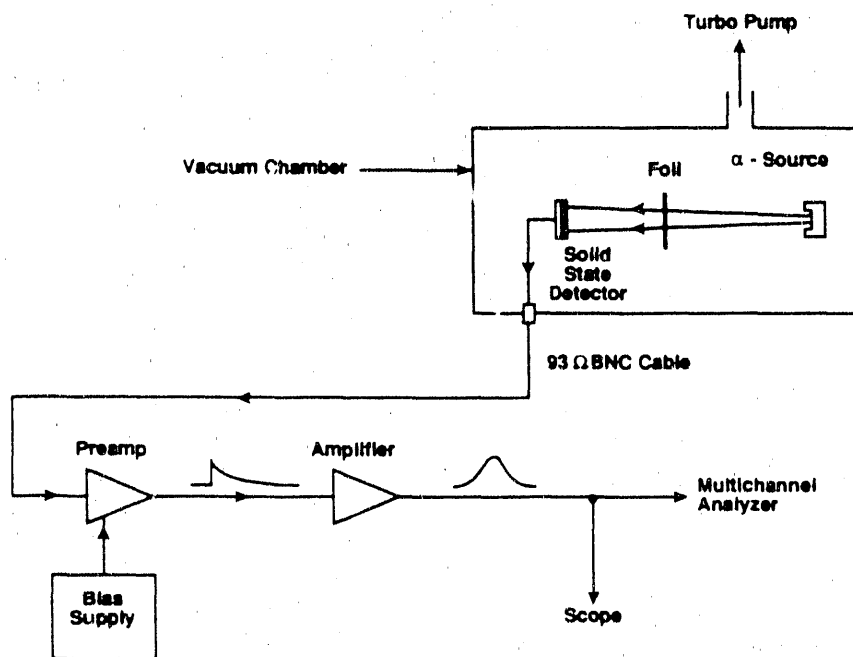 Turbo Pump
Vacuum Chamber
α - Source
Foil
Solid
State
Detector
93 Ω BNC Cable
Preamp
Amplifier
Multichannel
Analyzer
Bias
Supply
Scope